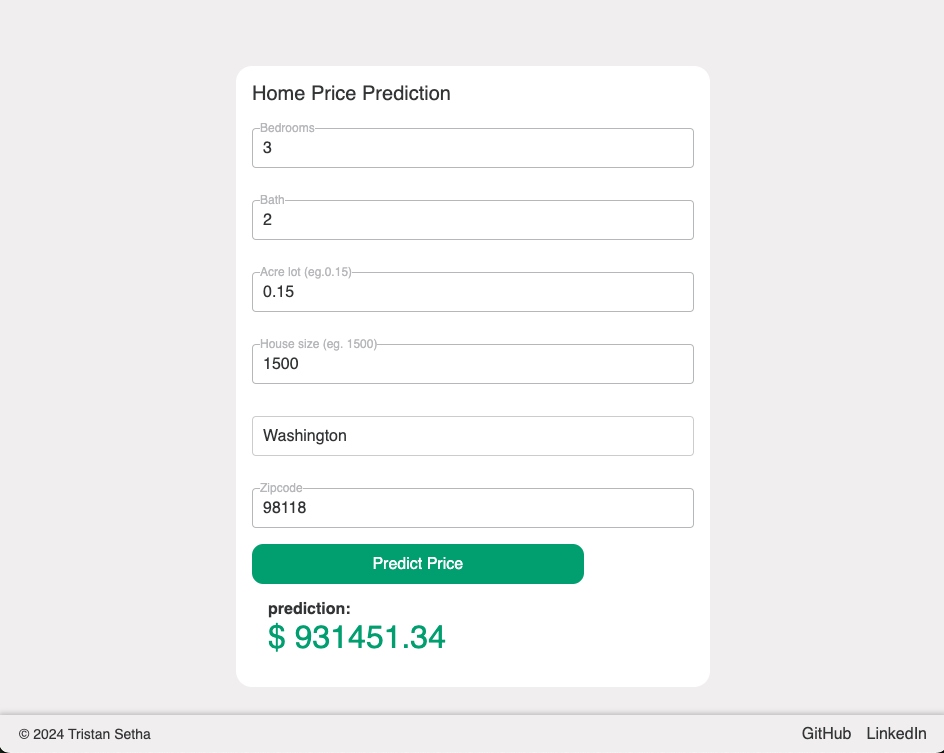 Home Price Prediction
Bedrooms
3
Bath
2
Acre lot (eg.0.15)
0.15
House size (eg. 1500)
1500
Washington
Zipcode
98118
Predict Price
prediction:
$ 931451.34
© 2024 Tristan Setha GitHub LinkedIn